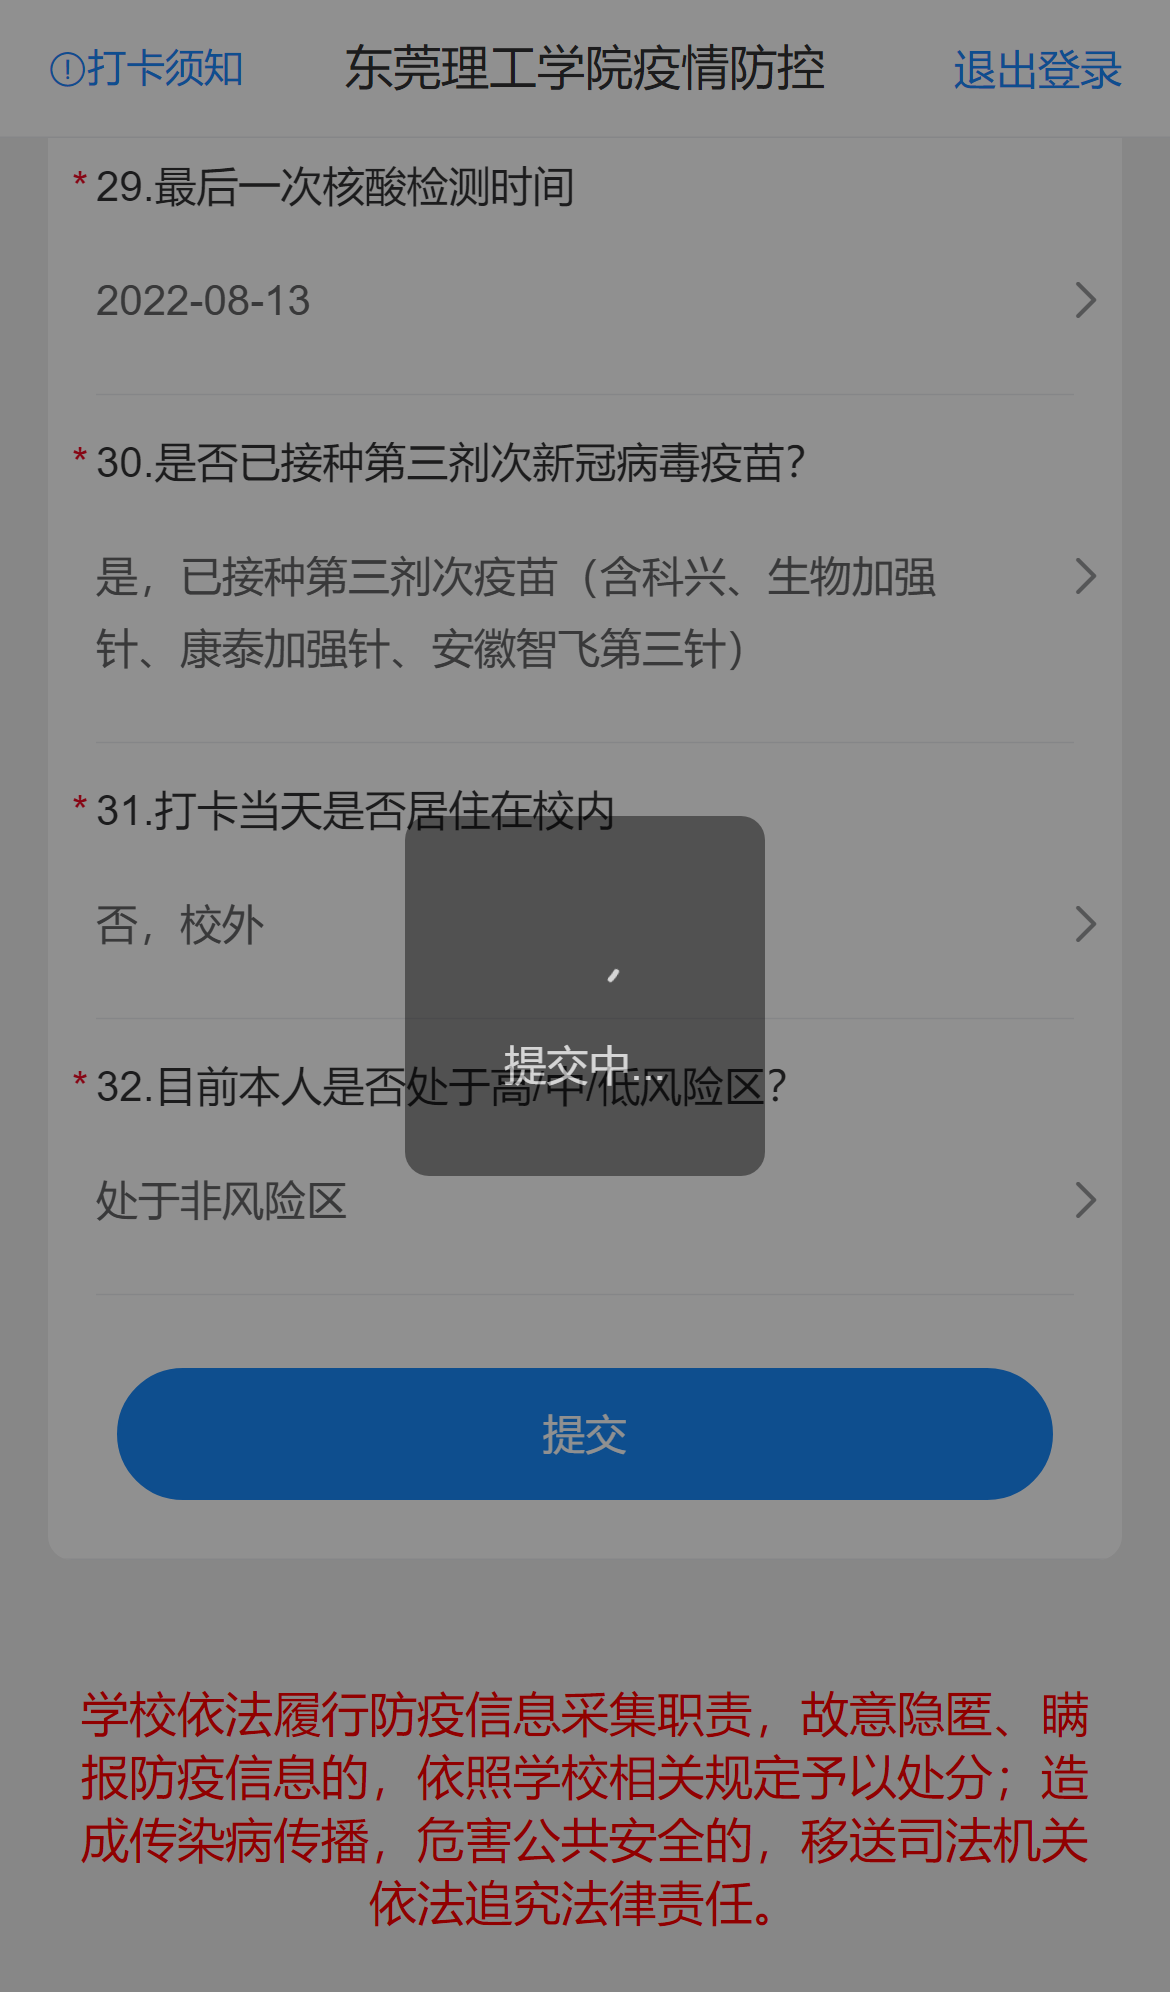 打卡须知
东莞理工学院疫情防控
退出登录
* 29.最后一次核酸检测时间
2022-08-13
* 30.是否已接种第三剂次新冠病毒疫苗？
是，已接种第三剂次疫苗（含科兴、生物加强
针、康泰加强针、安徽智飞第三针）
* 31.打卡当天是否居住在校内
否，校外
提交中...
* 32.目前本人是否处于高/中/低风险区？
处于非风险区
提交
学校依法履行防疫信息采集职责，故意隐匿、瞒
报防疫信息的，依照学校相关规定予以处分；造
成传染病传播，危害公共安全的，移送司法机关
依法追究法律责任。